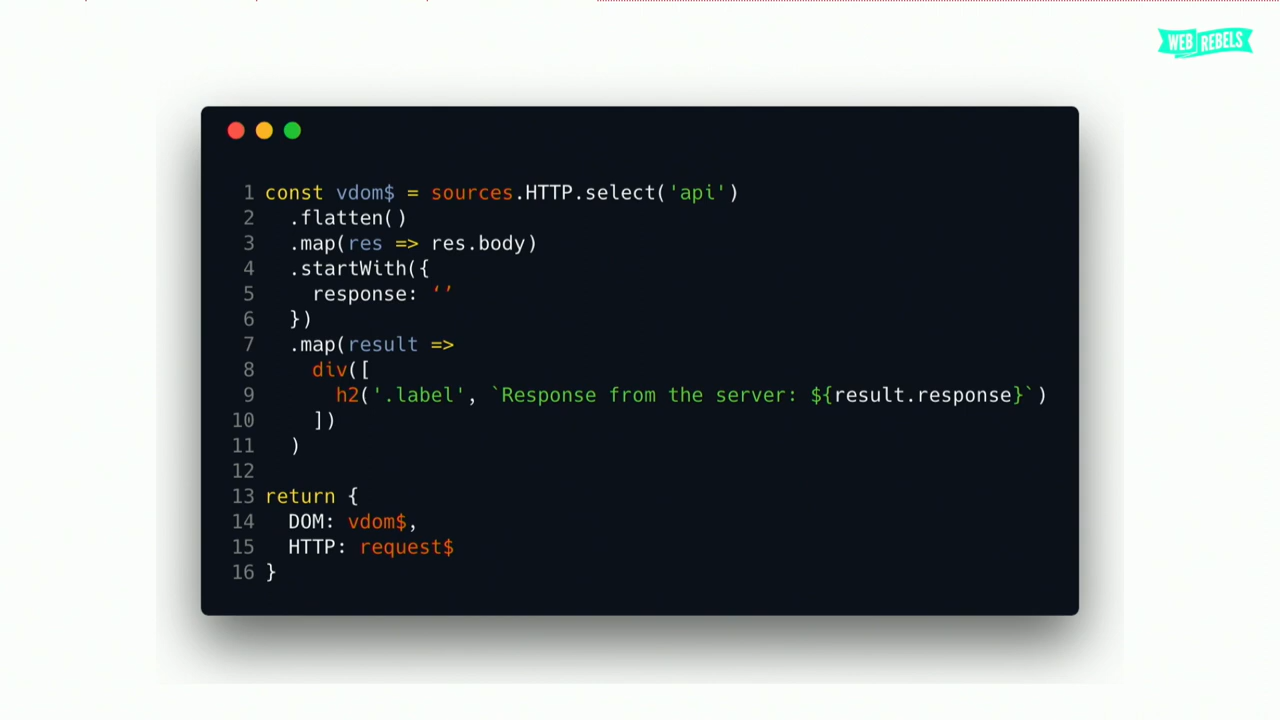 WEB REBELS
1 const vdom$ = sources.HTTP.select('api')
2   .flatten()
3   .map(res => res.body)
4   .startWith({
5     response: ‘’
6   })
7   .map(result =>
8     div([
9       h2('.label', `Response from the server: ${result.response}`)
10     ])
11   )
12
13 return {
14   DOM: vdom$,
15   HTTP: request$
16 }